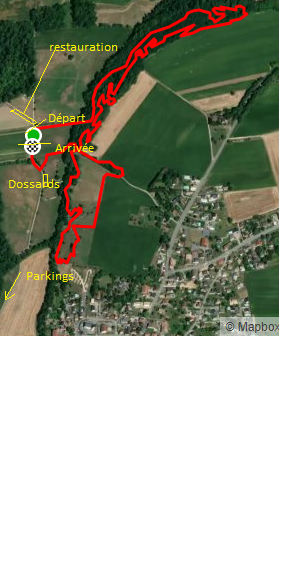 restauration
Départ
Arrivée
Dossards
Parkings
© Mapbox